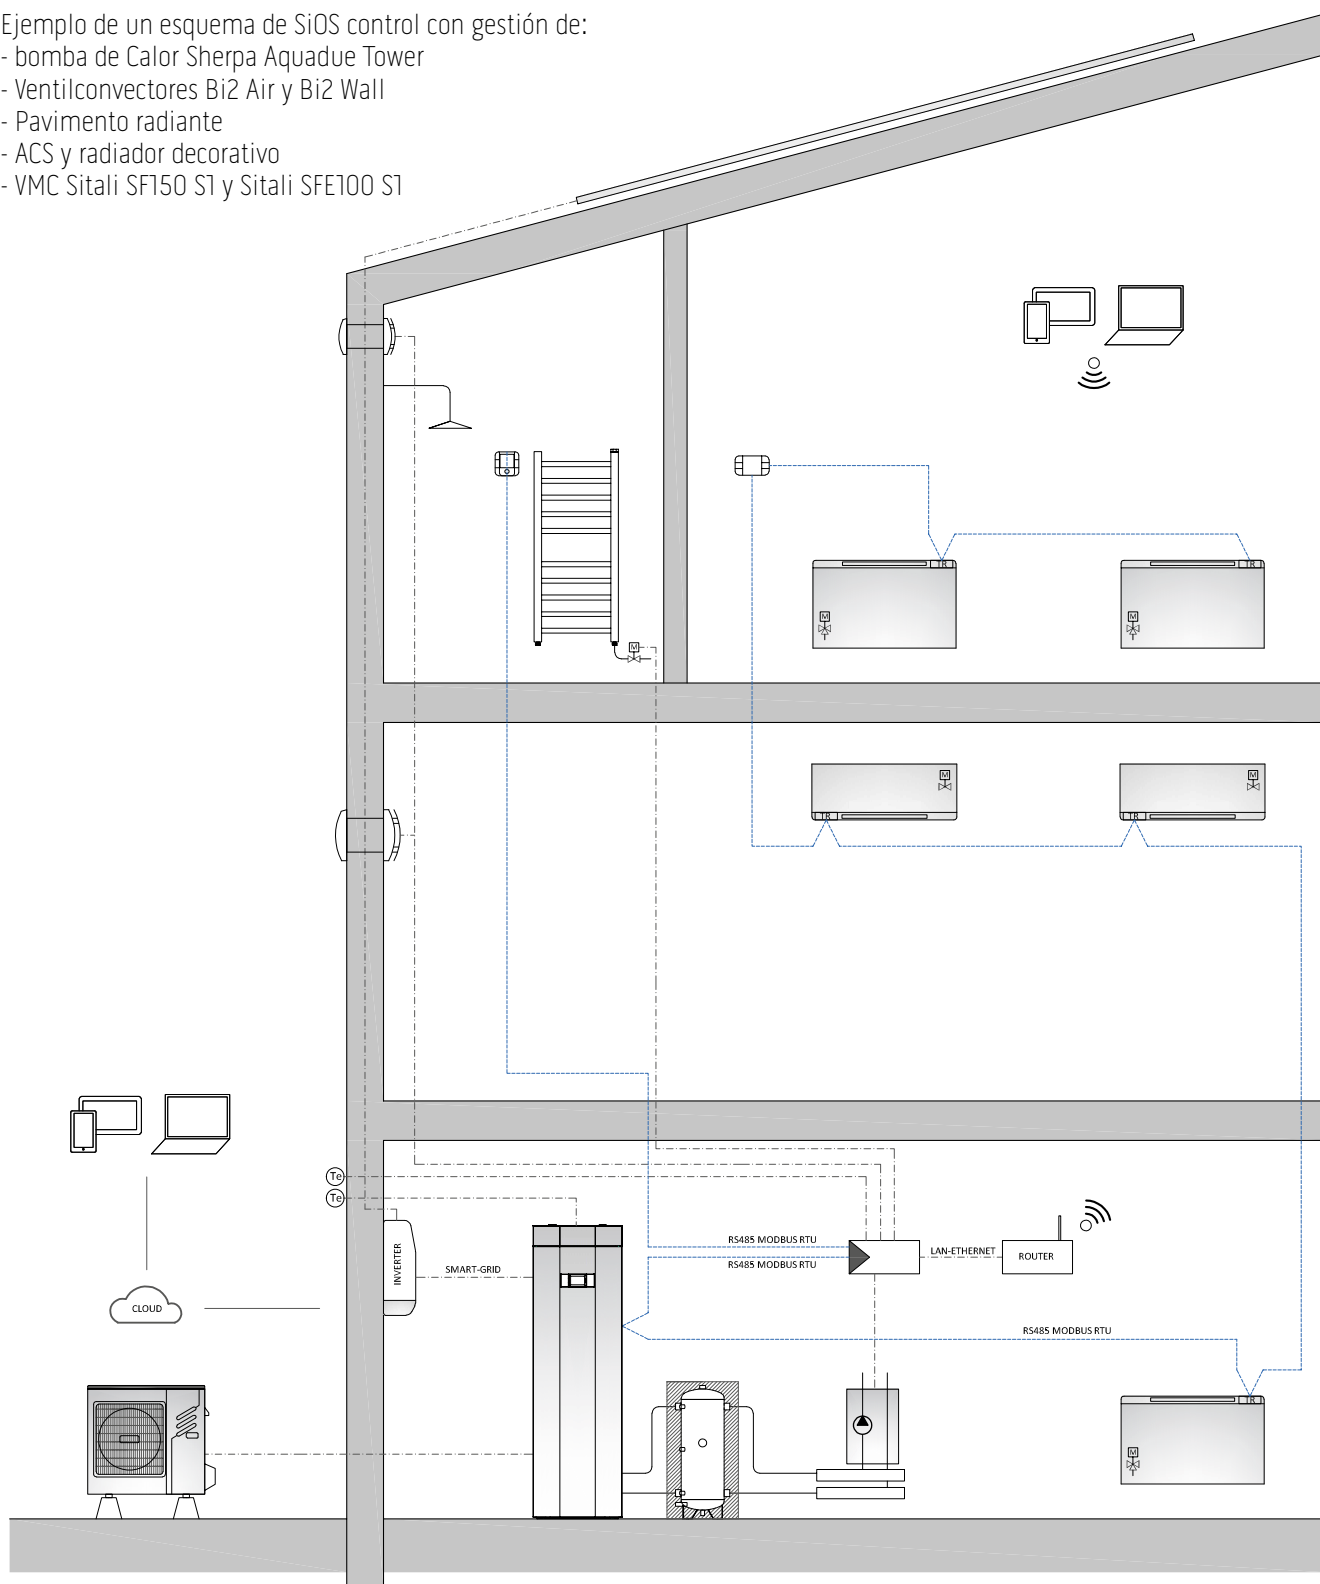 Ejemplo de un esquema de SiOS control con gestión de:
- bomba de Calor Sherpa Aquadue Tower
- Ventilconvectores Bi2 Air y Bi2 Wall
- Pavimento radiante
- ACS y radiador decorativo
- VMC Sitali SF150 S1 y Sitali SFE100 S1
TR
TR
M
M
M
M
M
TR
TR
Te
Te
INVERTER
SMART-GRID
RS485 MODBUS RTU
RS485 MODBUS RTU
LAN-ETHERNET
ROUTER
CLOUD
RS485 MODBUS RTU
TR
M